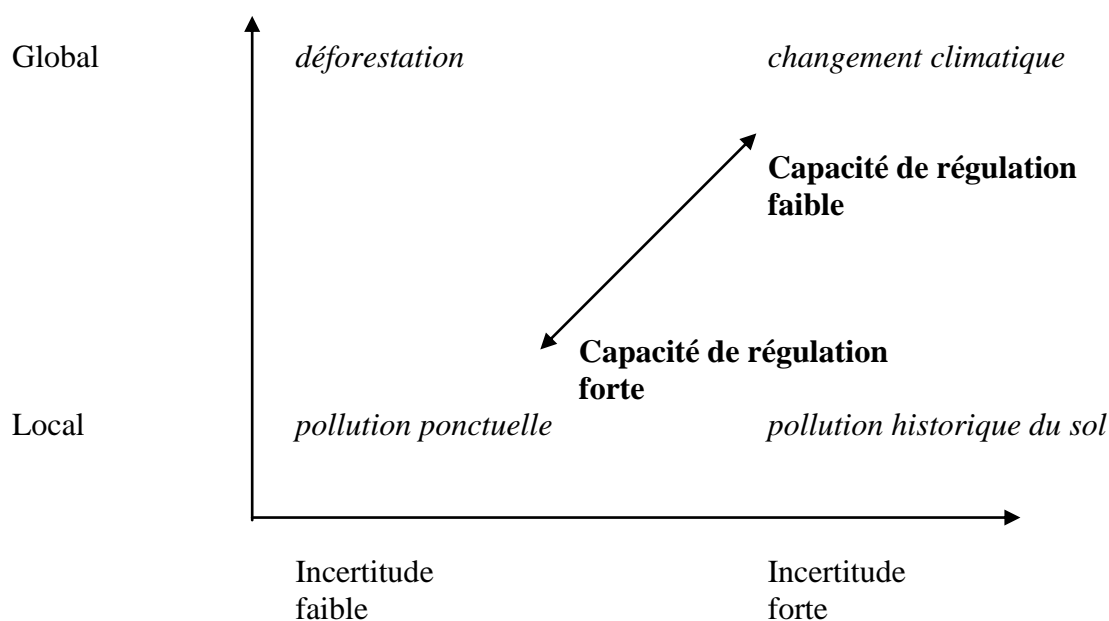 Global
déforestation
changement climatique
Capacité de régulation
faible
Capacité de régulation
forte
Local
pollution ponctuelle
pollution historique du sol
Incertitude
faible
Incertitude
forte